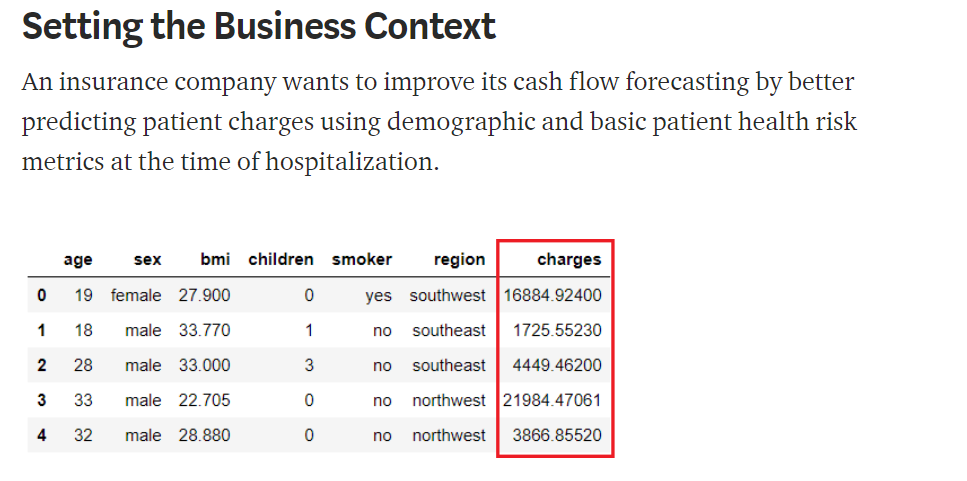 Setting the Business Context
An insurance company wants to improve its cash flow forecasting by better
predicting patient charges using demographic and basic patient health risk
metrics at the time of hospitalization.
age sex bmi children smoker region charges
0 19 female 27.900 0 yes southwest 16884.92400
1 18 male 33.770 1 no southeast 1725.55230
2 28 male 33.000 3 no southeast 4449.46200
3 33 male 22.705 0 no northwest 21984.47061
4 32 male 28.880 0 no northwest 3866.85520